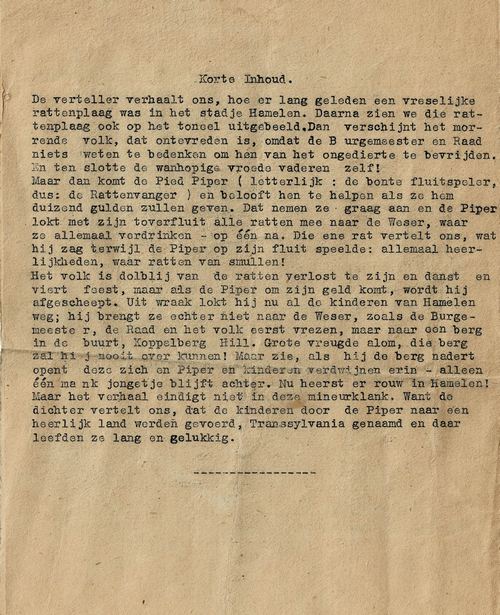 Korte Inhoud.
De verteller verhaalt ons, hoe er lang geleden een vreselijke
rattenplaag was in het stadje Hamelen. Daarna zien we die rat-
tenplaag ook op het toneel uitgebeeld.Dan verschijnt het mor-
rende volk, dat ontevreden is, omdat de B urgemeester en Raad
niets weten te bedenken om hen van het ongedierte te bevrijden.
En ten slotte de wanhopige vroede vaderen zelf!
Maar dan komt de Pied Piper ( letterlijk : de bonte fluitspeler,
dus: de Rattenvanger ) en belooft hen te helpen als ze hem
duizend gulden zullen geven. Dat nemen ze graag aan en de Piper
lokt met zijn toverfluit alle ratten mee naar de Weser, waar
ze allemaal verdrinken - op één na. Die ene rat vertelt ons, wat
hij zag terwijl de Piper op zijn fluit speelde: allemaal heer-
lijkheden, waar ratten van smullen!
Het volk is dolblij van de ratten verlost te zijn en danst en
viert feest, maar als de Piper om zijn geld komt, wordt hij
afgescheept. Uit wraak lokt hij nu al de kinderen van Hamelen
weg; hij brengt ze echter niet naar de Weser, zoals de Burge-
meeste r, de Raad en het volk eerst vrezen, maar naar een berg
in de buurt, Koppelberg Hill. Grote vreugde alom, die berg
zal hij nooit over kunnen! Maar zie, als hij de berg nadert
opent deze zich en Piper en kinderen verdwijnen erin - alleen
één ma nk jongetje blijft achter. Nu heerst er rouw in Hamelen!
Maar het verhaal eindigt niet in deze mineurklank. Want de
dichter vertelt ons, dat de kinderen door de Piper naar een
heerlijk land werden gevoerd, Transsylvania genaamd en daar
leefden ze lang en gelukkig.